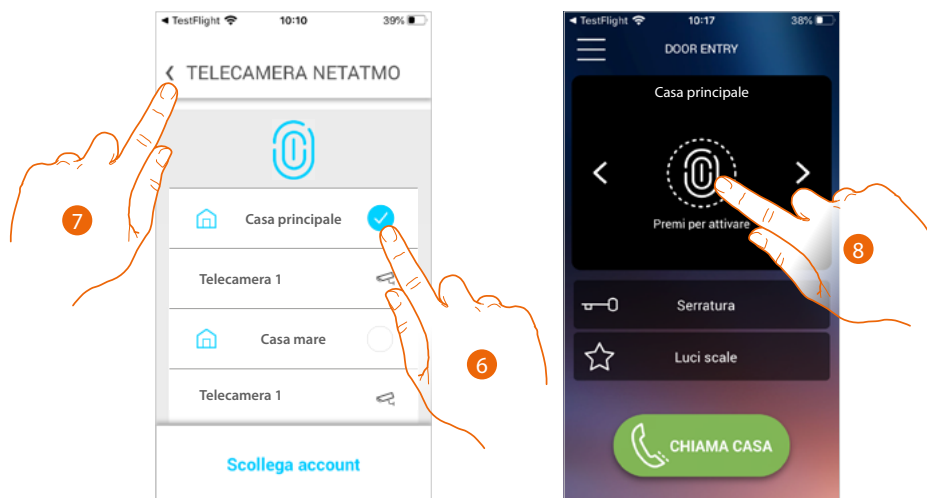 TestFlight 10:10 39%
TELECAMERA NETATMO
Casa principale
Telecamera 1
Casa mare
Telecamera 1
Scollega account
7
6
TestFlight 10:17 38%
DOOR ENTRY
Casa principale
Premi per attivare
8
Serratura
Luci scale
CHIAMA CASA